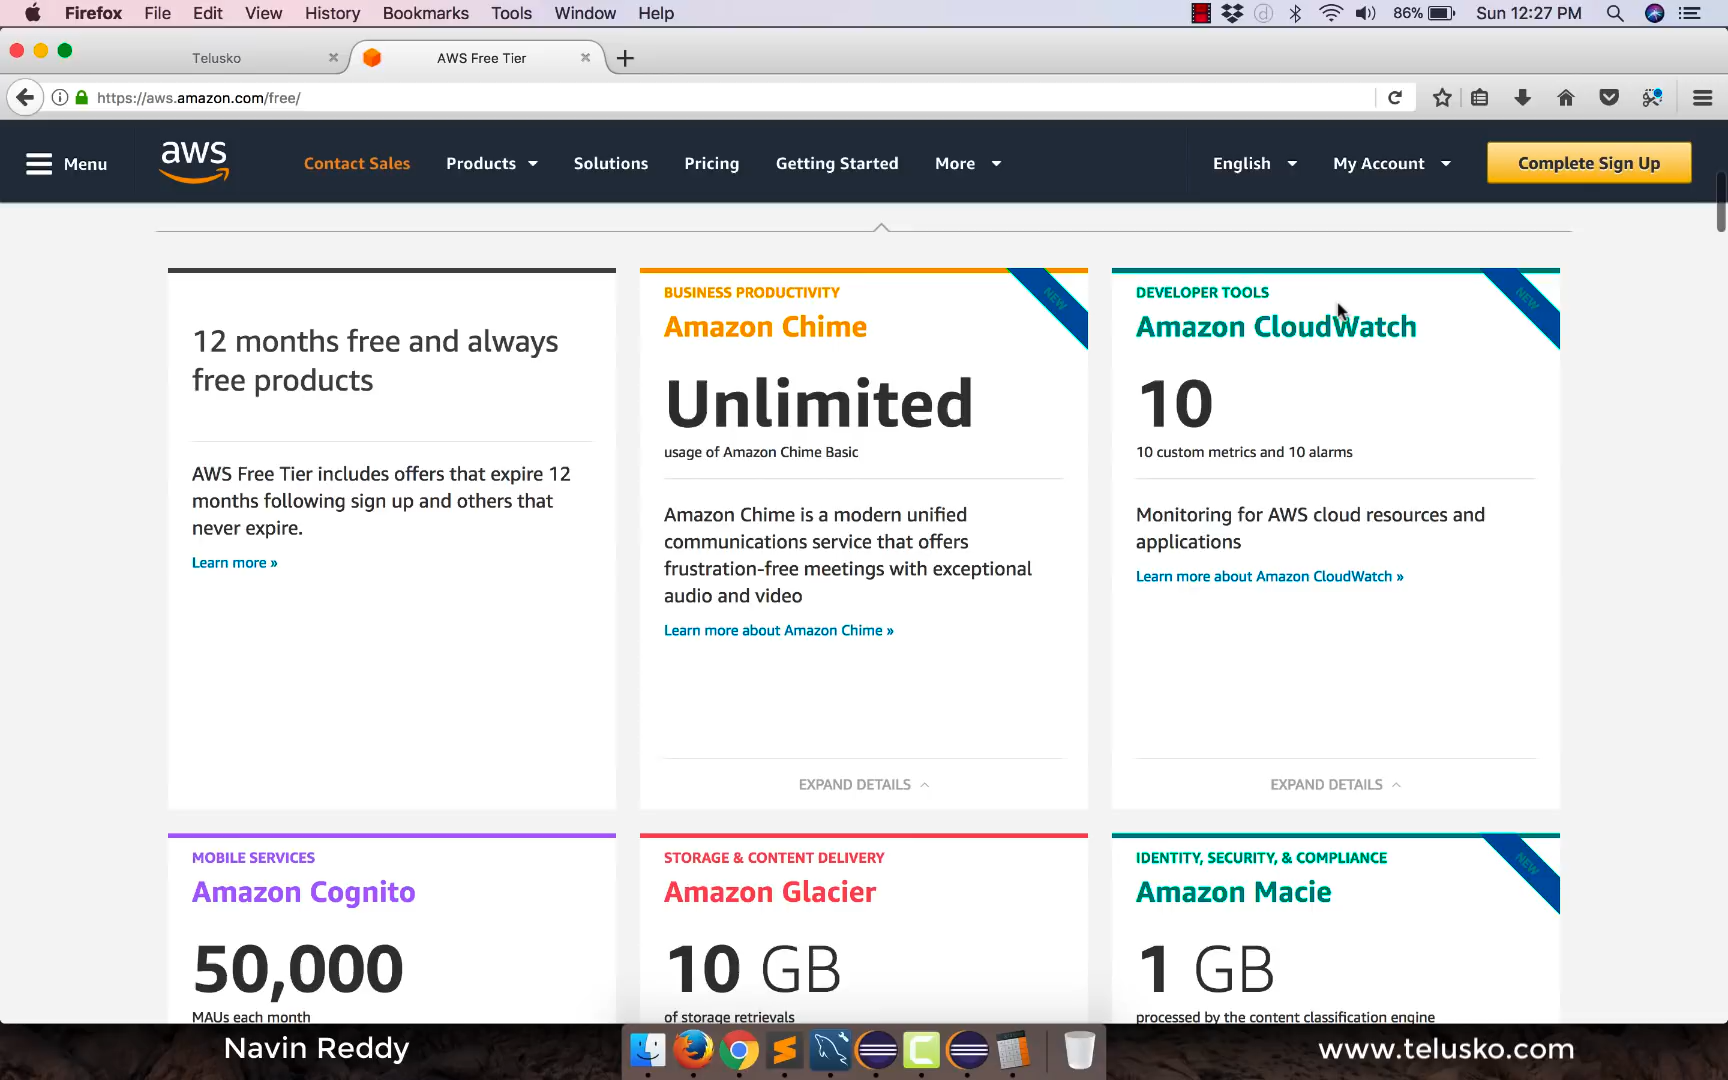 Firefox File Edit View History Bookmarks Tools Window Help 86% Sun 12:27 PM
Telusko AWS Free Tier
https://aws.amazon.com/free/
Menu aws Contact Sales Products Solutions Pricing Getting Started More English My Account Complete Sign Up
12 months free and always
free products
AWS Free Tier includes offers that expire 12
months following sign up and others that
never expire.
Learn more »
BUSINESS PRODUCTIVITY
NEW
Amazon Chime
Unlimited
usage of Amazon Chime Basic
Amazon Chime is a modern unified
communications service that offers
frustration-free meetings with exceptional
audio and video
Learn more about Amazon Chime »
EXPAND DETAILS
DEVELOPER TOOLS
NEW
Amazon CloudWatch
10
10 custom metrics and 10 alarms
Monitoring for AWS cloud resources and
applications
Learn more about Amazon CloudWatch »
EXPAND DETAILS
MOBILE SERVICES
Amazon Cognito
50,000
MAUs each month
STORAGE & CONTENT DELIVERY
Amazon Glacier
10 GB
of storage retrievals
IDENTITY, SECURITY, & COMPLIANCE
NEW
Amazon Macie
1 GB
processed by the content classification engine
Navin Reddy
www.telusko.com